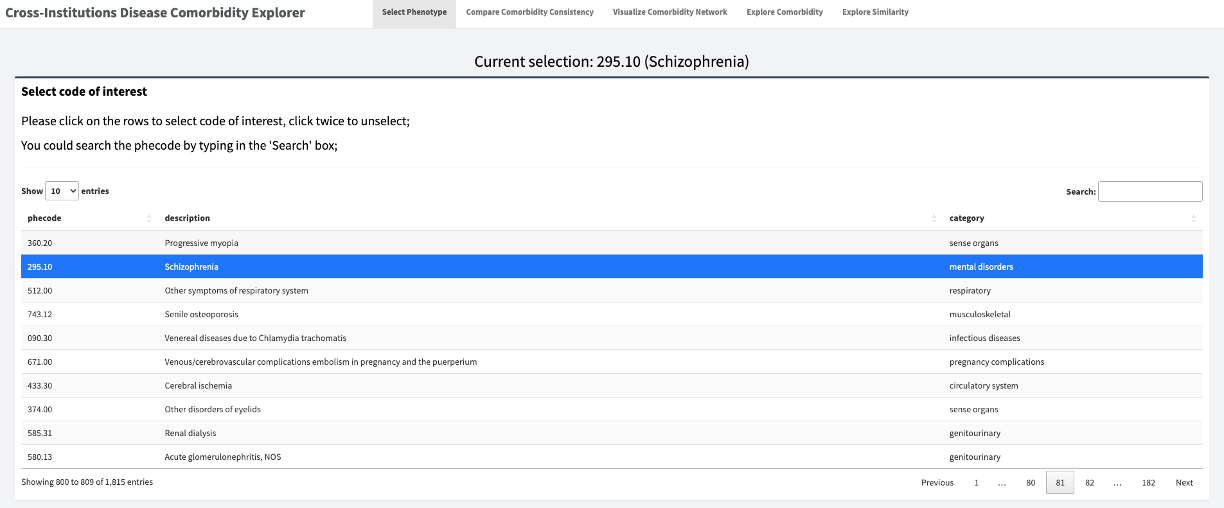 Cross-Institutions Disease Comorbidity Explorer Select Phenotype Compare Comorbidity Consistency Visualize Comorbidity Network Explore Comorbidity Explore Similarity
Current selection: 295.10 (Schizophrenia)
Select code of interest
Please click on the rows to select code of interest, click twice to unselect;
You could search the phecode by typing in the 'Search' box;
Show 10 entries Search:
phecode description category
360.20 Progressive myopia sense organs
295.10 Schizophrenia mental disorders
512.00 Other symptoms of respiratory system respiratory
743.12 Senile osteoporosis musculoskeletal
090.30 Venereal diseases due to Chlamydia trachomatis infectious diseases
671.00 Venous/cerebrovascular complications embolism in pregnancy and the puerperium pregnancy complications
433.30 Cerebral ischemia circulatory system
374.00 Other disorders of eyelids sense organs
585.31 Renal dialysis genitourinary
580.13 Acute glomerulonephritis, NOS genitourinary
Showing 800 to 809 of 1,815 entries Previous 1 ... 80 81 82 ... 182 Next